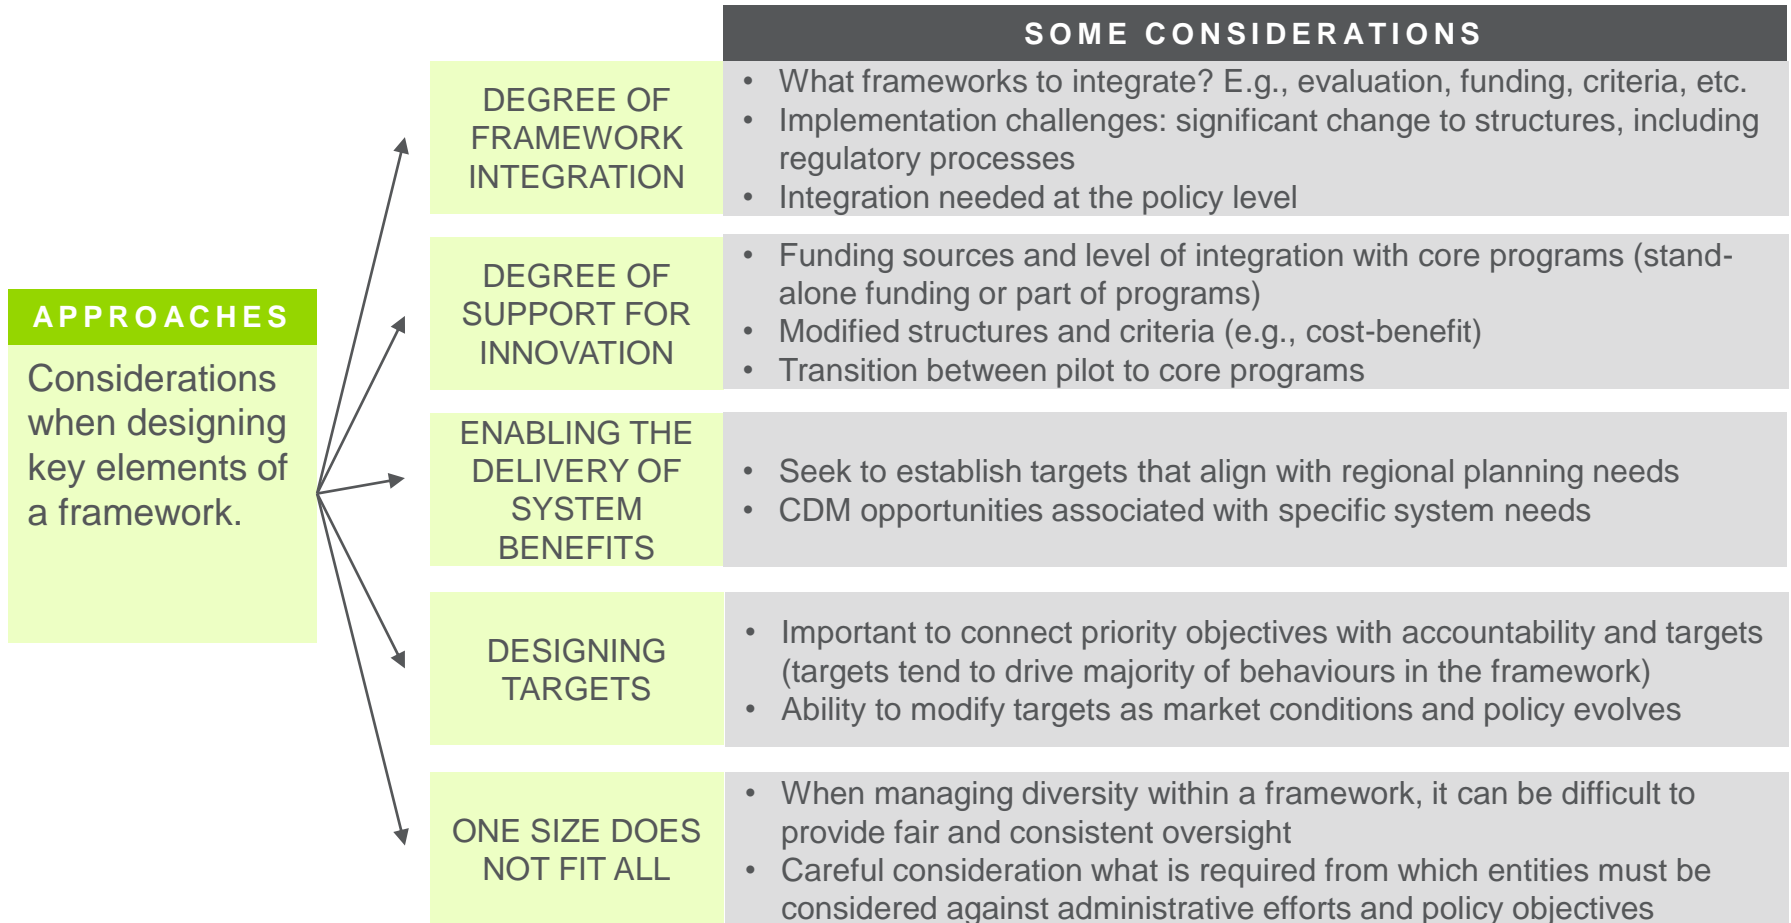 SOME CONSIDERATIONS
APPROACHES
Considerations
when designing
key elements of
a framework.
DEGREE OF
FRAMEWORK
INTEGRATION
• What frameworks to integrate? E.g., evaluation, funding, criteria, etc.
• Implementation challenges: significant change to structures, including
regulatory processes
• Integration needed at the policy level
DEGREE OF
SUPPORT FOR
INNOVATION
• Funding sources and level of integration with core programs (stand-
alone funding or part of programs)
• Modified structures and criteria (e.g., cost-benefit)
• Transition between pilot to core programs
ENABLING THE
DELIVERY OF
SYSTEM
BENEFITS
• Seek to establish targets that align with regional planning needs
• CDM opportunities associated with specific system needs
DESIGNING
TARGETS
• Important to connect priority objectives with accountability and targets
(targets tend to drive majority of behaviours in the framework)
• Ability to modify targets as market conditions and policy evolves
ONE SIZE DOES
NOT FIT ALL
• When managing diversity within a framework, it can be difficult to
provide fair and consistent oversight
• Careful consideration what is required from which entities must be
considered against administrative efforts and policy objectives